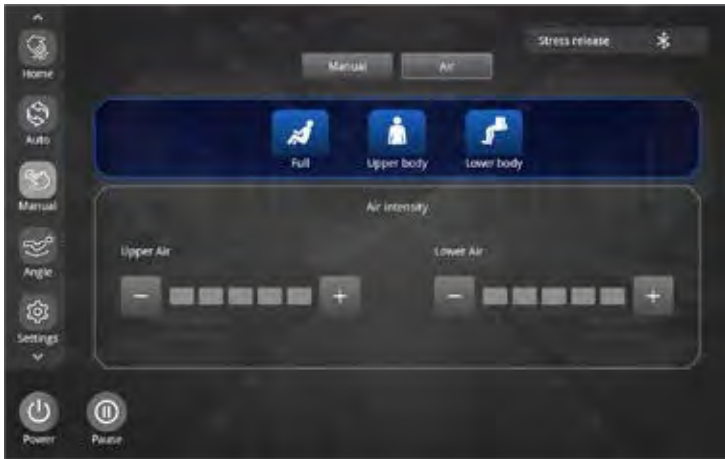 Stress release
Home
Manual
Air
Auto
Full
Upper body
Lower body
Manual
Air intensity
Upper Air
Lower Air
Angle
Settings
Power
Pause